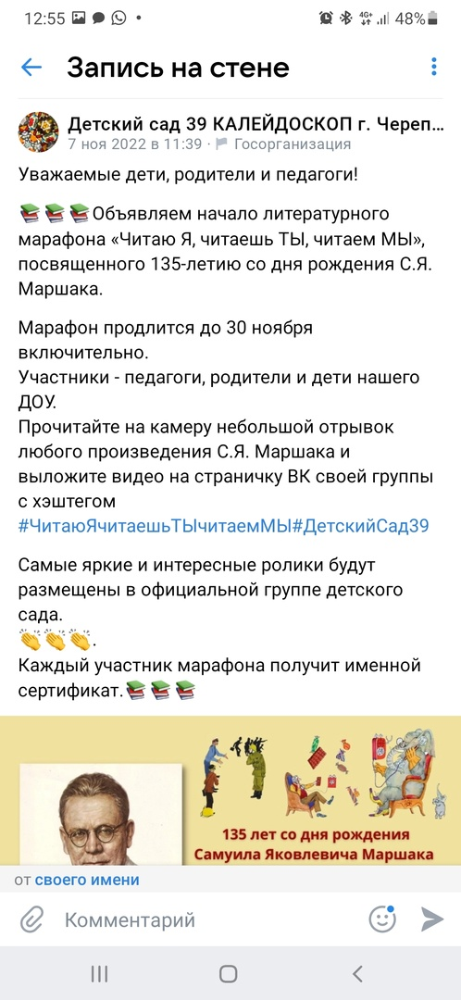 12:55
4G+
48%
Запись на стене
Детский сад 39 КАЛЕЙДОСКОП г. Череп...
7 ноя 2022 в 11:39 · Госорганизация
Уважаемые дети, родители и педагоги!
📚📚📚Объявляем начало литературного
марафона «Читаю Я, читаешь ТЫ, читаем МЫ»,
посвященного 135-летию со дня рождения С.Я.
Маршака.
Марафон продлится до 30 ноября
включительно.
Участники - педагоги, родители и дети нашего
ДОУ.
Прочитайте на камеру небольшой отрывок
любого произведения С.Я. Маршака и
выложите видео на страничку ВК своей группы
с хэштегом
#ЧитаюЯчитаешьТЫчитаемМЫ#ДетскийСад39
Самые яркие и интересные ролики будут
размещены в официальной группе детского
сада.
👏👏👏.
Каждый участник марафона получит именной
сертификат.📚📚📚
135 лет со дня рождения
Самуила Яковлевича Маршака
от своего имени
Комментарий